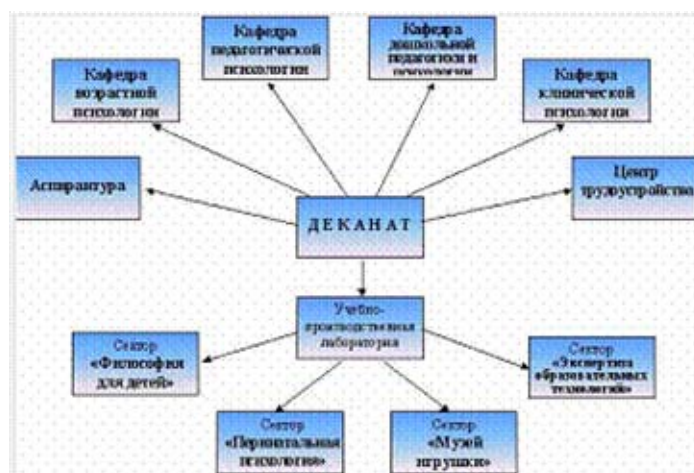 Кафедра
педагогической
психологии
Кафедра
дошкольной
педагогики и
психологии
Кафедра
возрастной
психологии
Кафедра
клинической
психологии
Аспирантура
Центр
трудоустройство
ДЕКАНАТ
Учебно-
производственная
лаборатория
Сектор
«Философия
для детей»
Сектор
«Экспертиза
образовательных
технологий»
Сектор
«Перинатальная
психология»
Сектор
«Музей
игрушки»